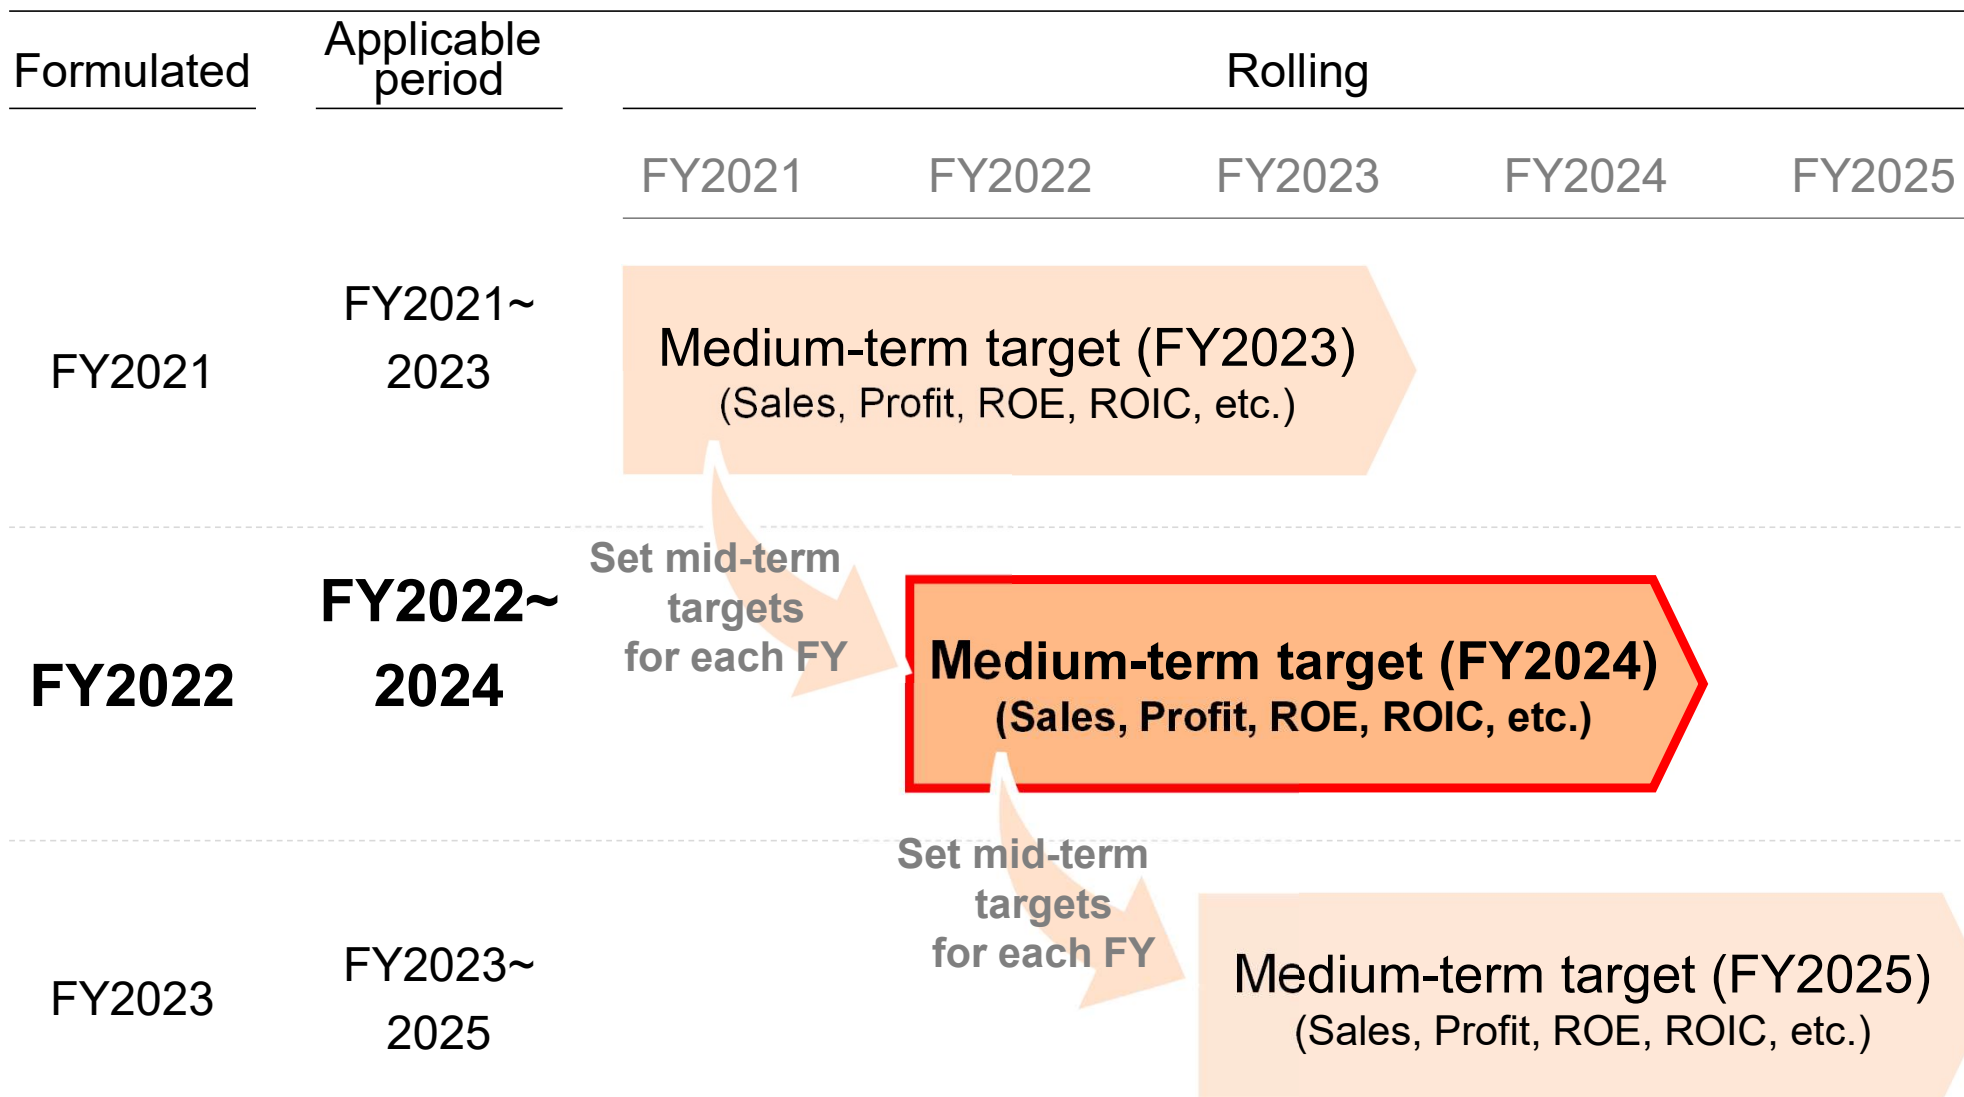 Formulated
Applicable
period
Rolling
FY2021
FY2022
FY2023
FY2024
FY2025
FY2021
FY2021~
2023
Medium-term target (FY2023)
(Sales, Profit, ROE, ROIC, etc.)
Set mid-term
targets
for each FY
FY2022
FY2022~
2024
Medium-term target (FY2024)
(Sales, Profit, ROE, ROIC, etc.)
Set mid-term
targets
for each FY
FY2023
FY2023~
2025
Medium-term target (FY2025)
(Sales, Profit, ROE, ROIC, etc.)